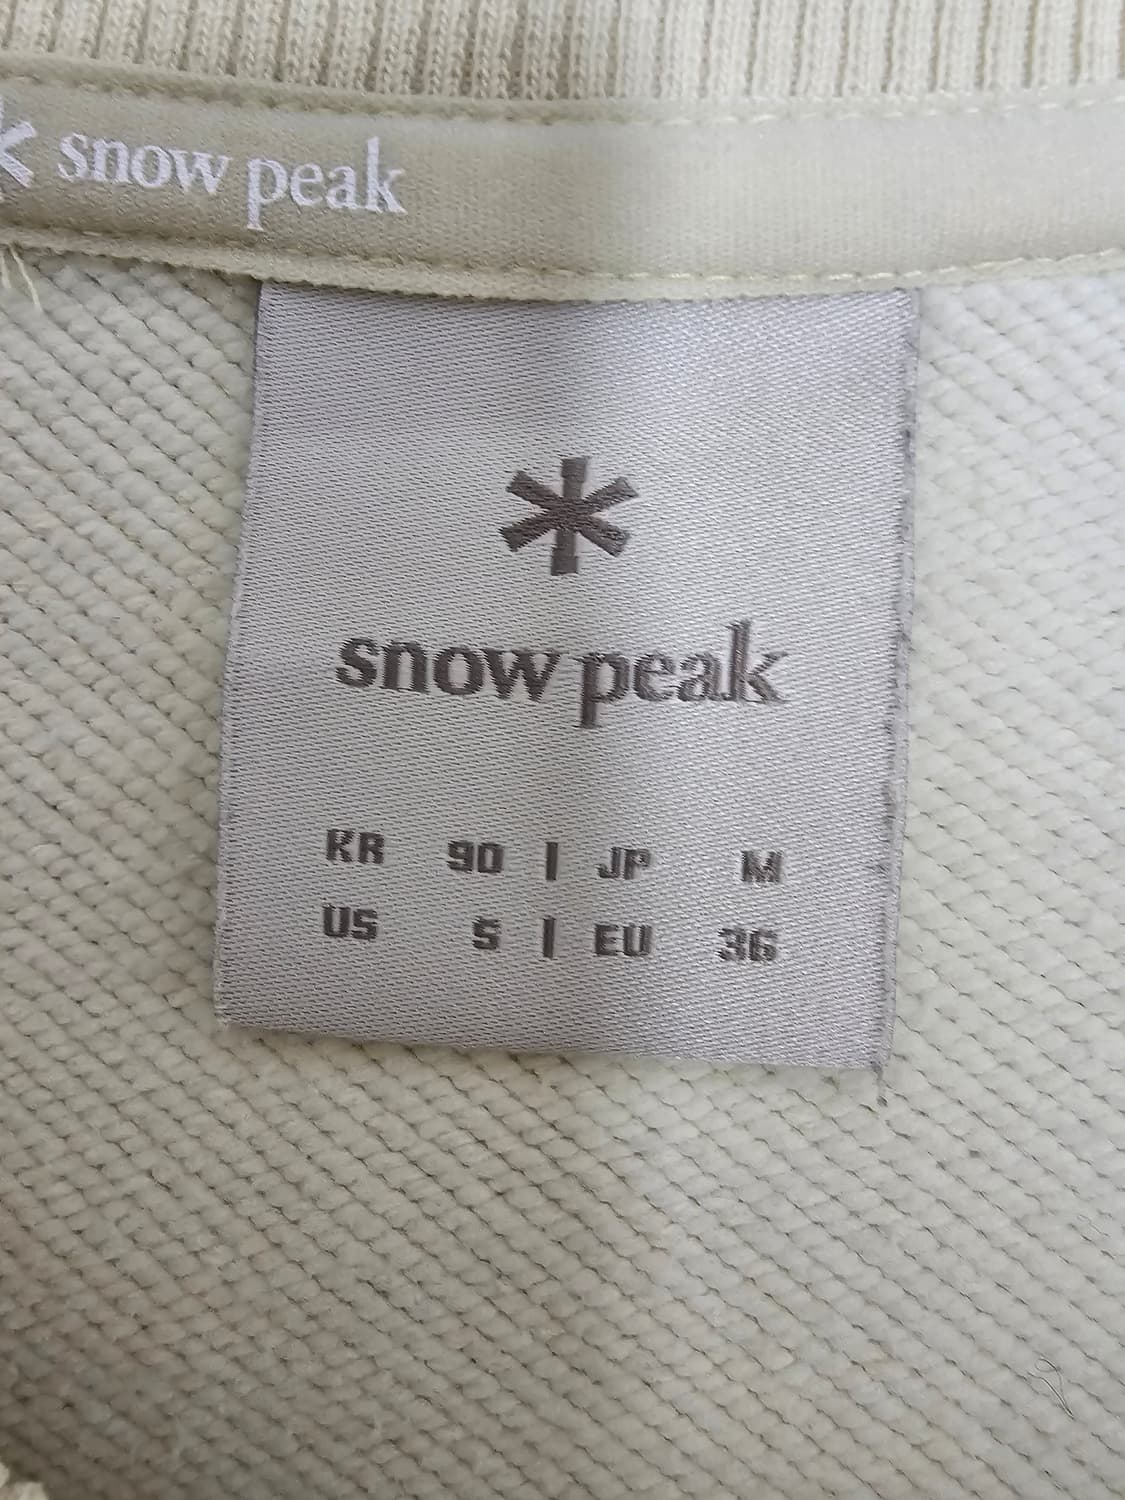 snow peak
snow peak
KR 90 | JP M
US S | EU 36